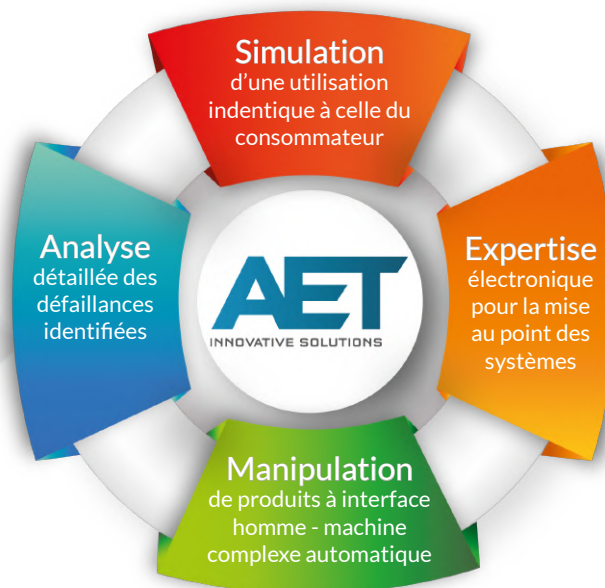 Simulation
d'une utilisation
indentique à celle du
consommateur
Analyse
détaillée des
défaillances
identifiées
AET
INNOVATIVE SOLUTIONS
Expertise
électronique
pour la mise
au point des
systèmes
Manipulation
de produits à interface
homme - machine
complexe automatique